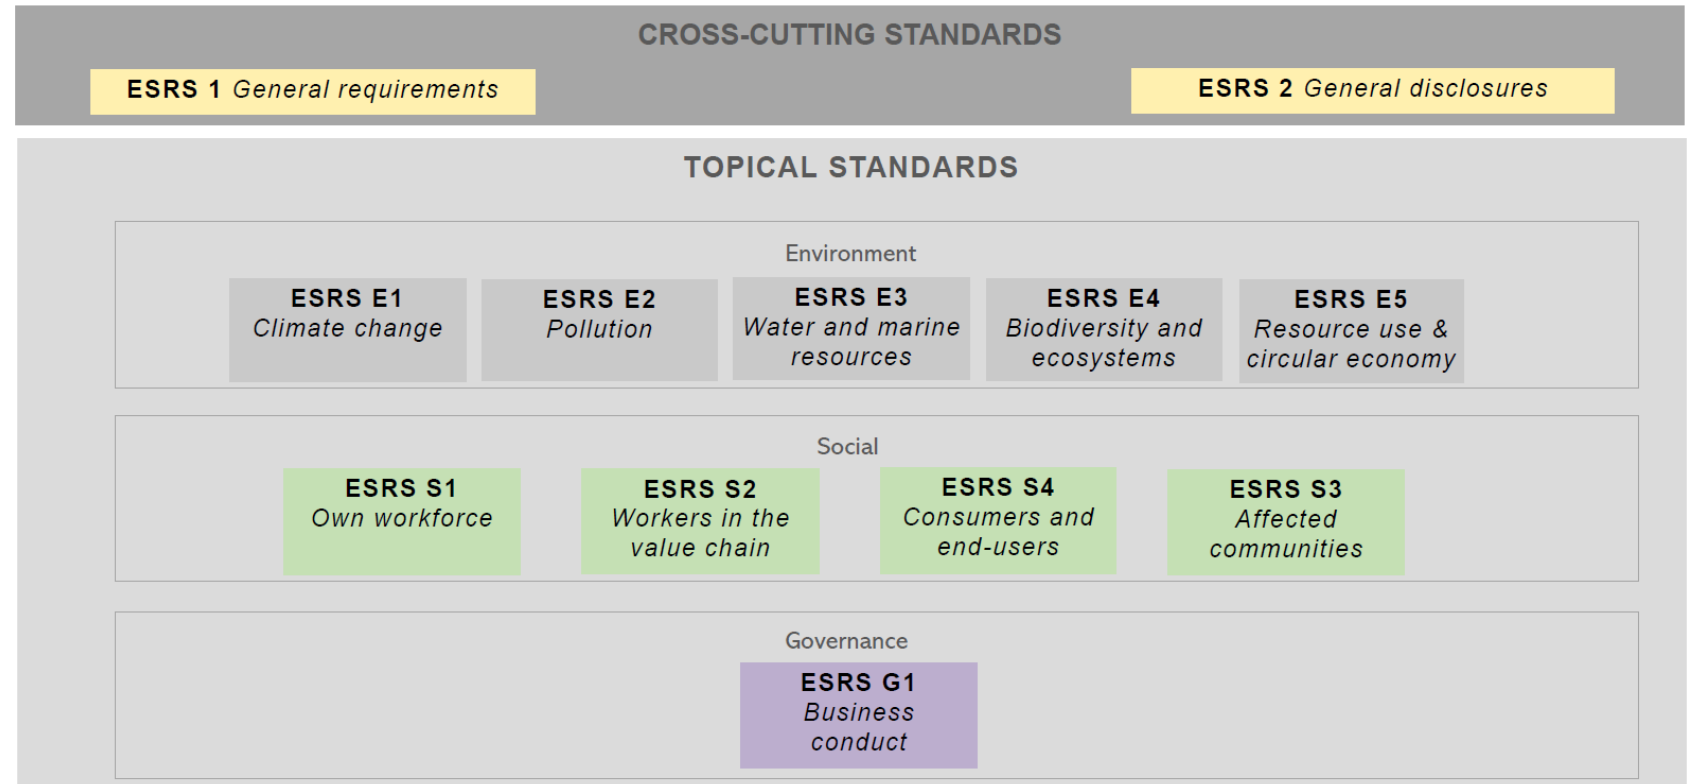 CROSS-CUTTING STANDARDS
ESRS 1 General requirements
ESRS 2 General disclosures
TOPICAL STANDARDS
Environment
ESRS E1
Climate change
ESRS E2
Pollution
ESRS E3
Water and marine
resources
ESRS E4
Biodiversity and
ecosystems
ESRS E5
Resource use &
circular economy
Social
ESRS S1
Own workforce
ESRS S2
Workers in the
value chain
ESRS S4
Consumers and
end-users
ESRS S3
Affected
communities
Governance
ESRS G1
Business
conduct